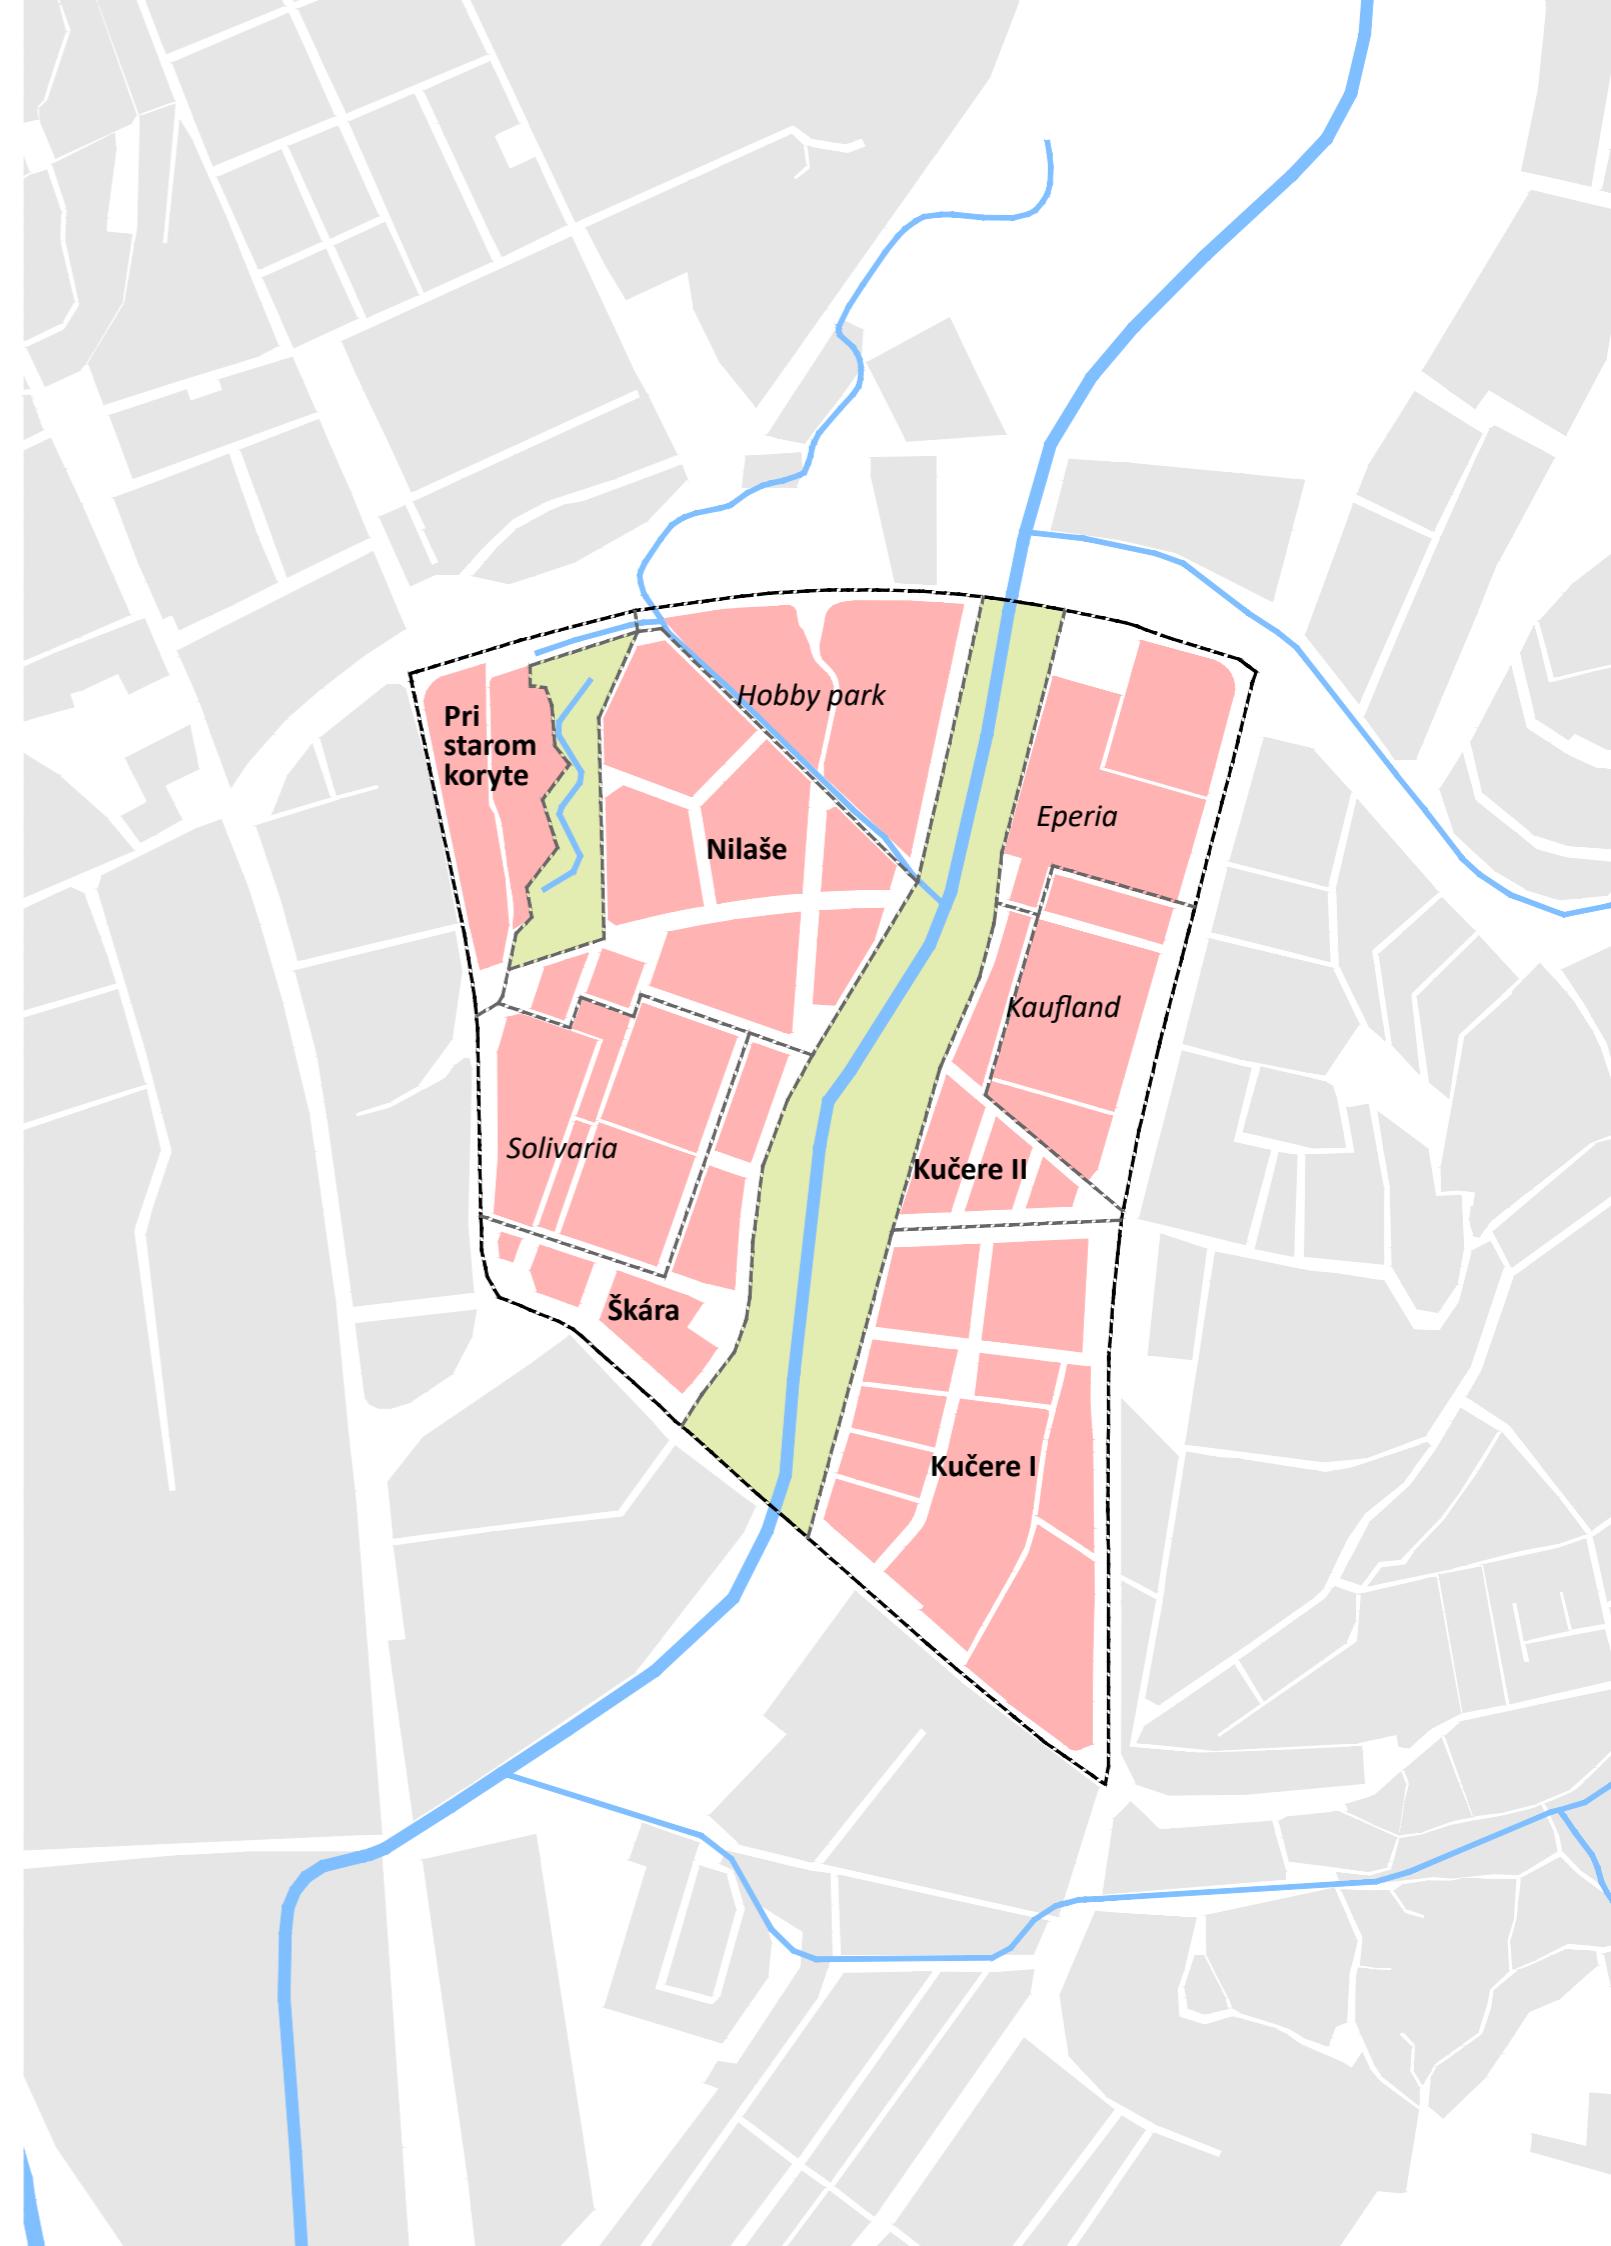 Hobby park
Pri
starom
koryte
Eperia
Nilaše
Kaufland
Solivaria
Kučere II
Škára
Kučere I